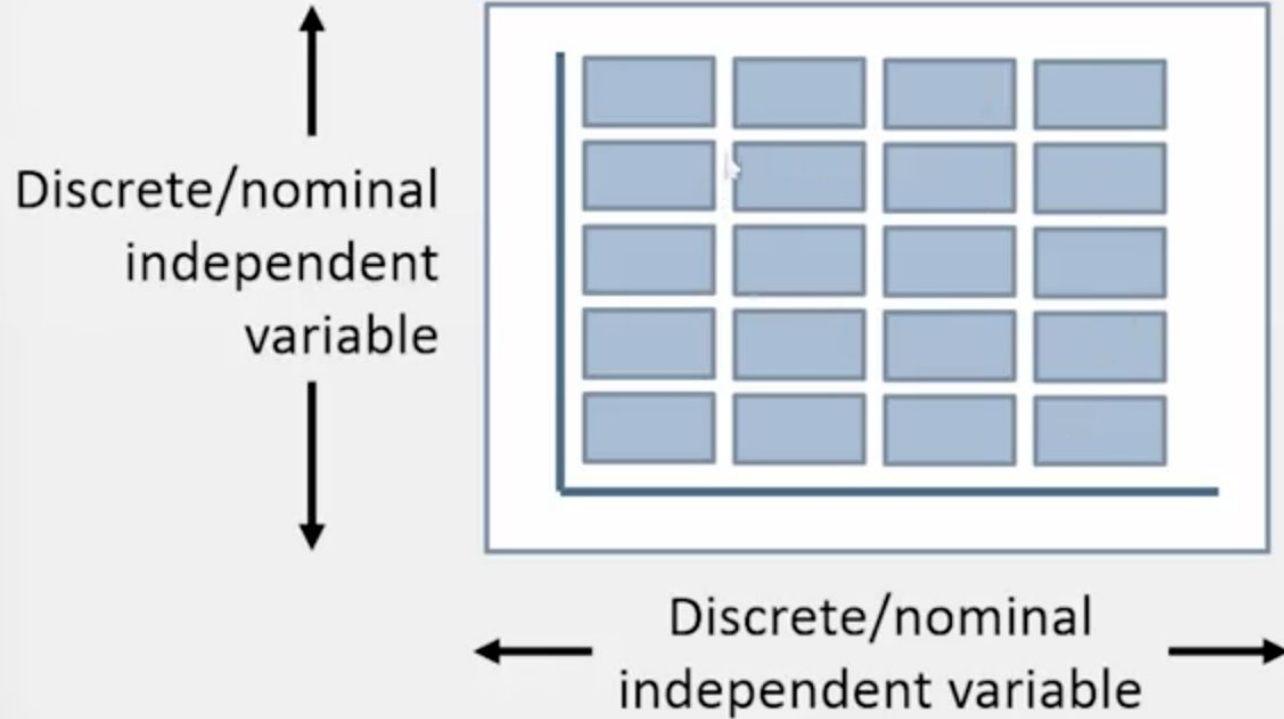 Discrete/nominal
independent
variable
Discrete/nominal
independent variable